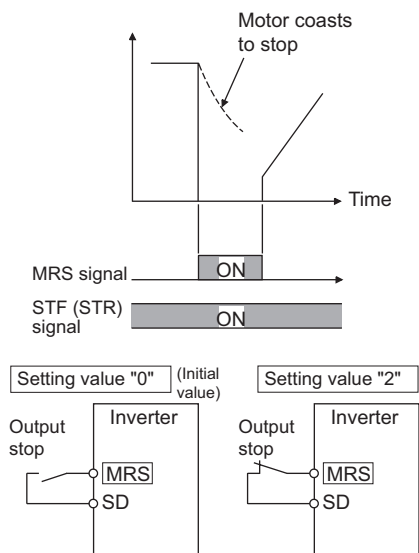 Motor coasts
to stop
Time
MRS signal
ON
STF (STR)
signal
ON
Setting value "0"
(Initial
value)
Setting value "2"
Output
stop
Inverter
MRS
SD
Output
stop
Inverter
MRS
SD